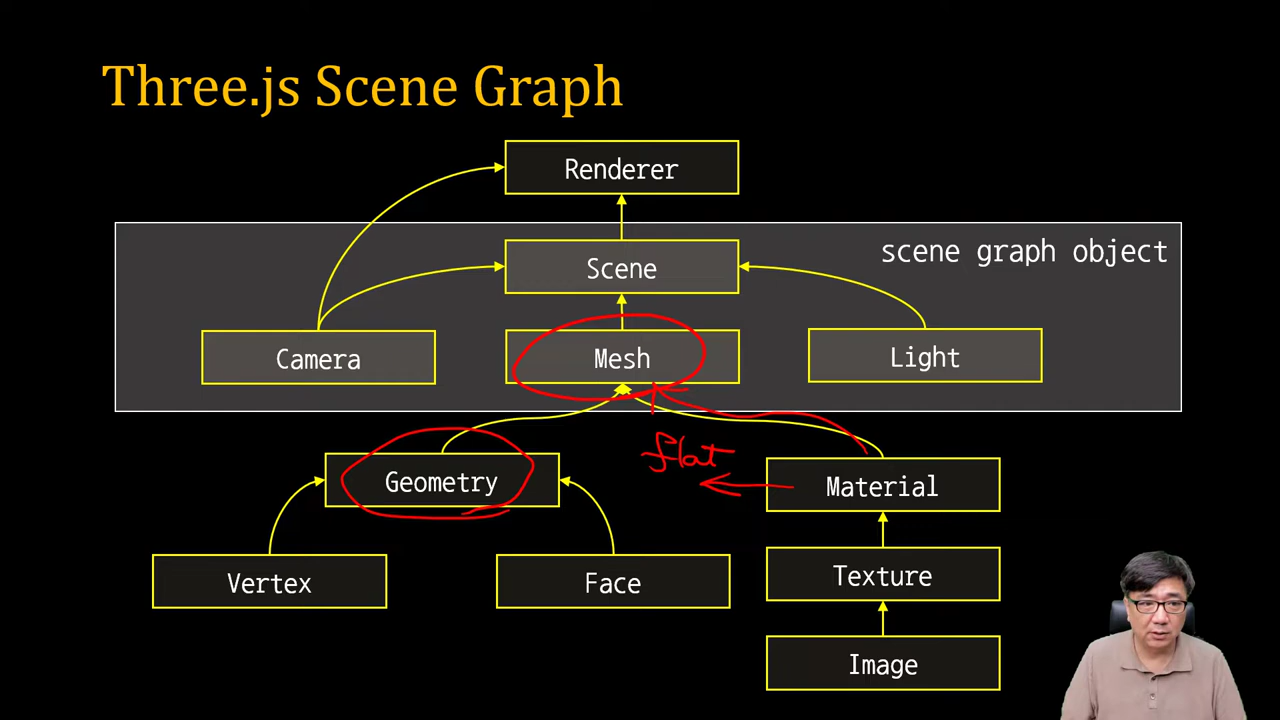 Three.js Scene Graph
Renderer
scene graph object
Scene
Camera
Mesh
Light
flat
Geometry
Material
Vertex
Face
Texture
Image